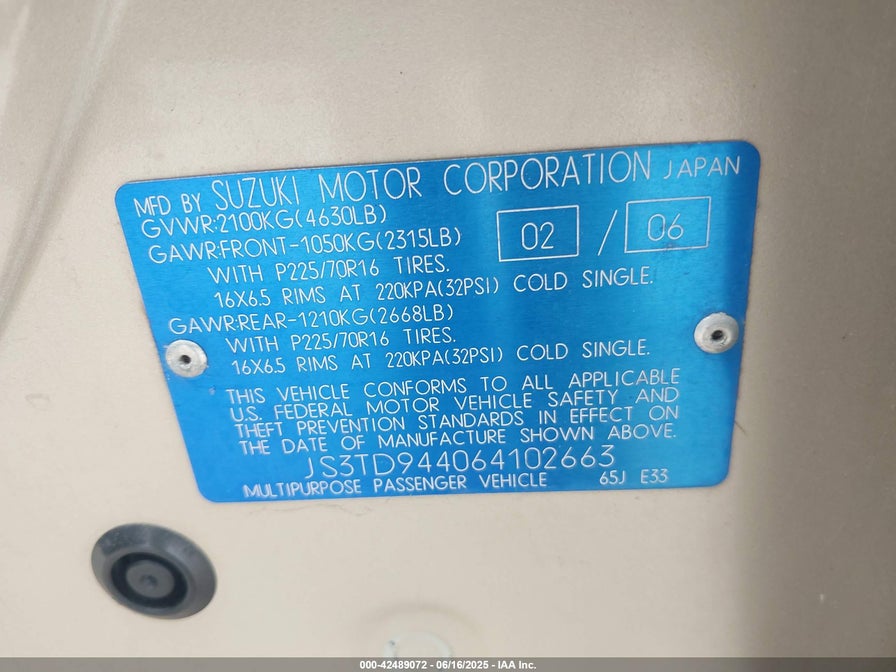 MFD BY SUZUKI MOTOR CORPORATION JAPAN
GVWR:2100KG(4630LB)
02 / 06
GAWR:FRONT-1050KG(2315LB)
WITH P225/70R16 TIRES.
16X6.5 RIMS AT 220KPA(32PSI) COLD SINGLE.
GAWR:REAR-1210KG(2668LB)
WITH P225/70R16 TIRES.
16X6.5 RIMS AT 220KPA(32PSI) COLD SINGLE.
THIS VEHICLE CONFORMS TO ALL APPLICABLE
U.S. FEDERAL MOTOR VEHICLE SAFETY AND
THEFT PREVENTION STANDARDS IN EFFECT ON
THE DATE OF MANUFACTURE SHOWN ABOVE.
JS3TD944064102663
MULTIPURPOSE PASSENGER VEHICLE 65J E33
000-42489072 - 06/16/2025 - IAA Inc.